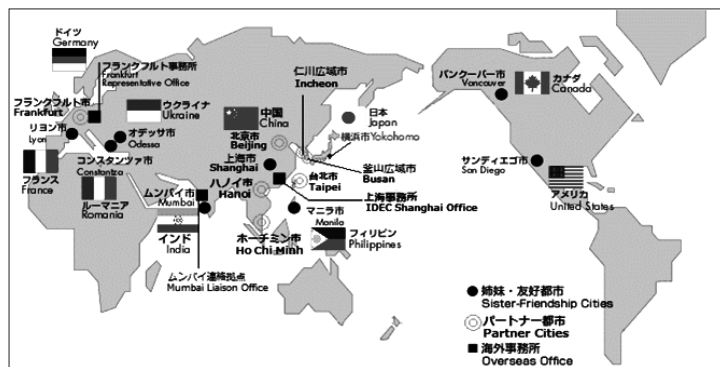 ドイツ
Germany
フランクフルト事務所
Frankfurt
Representative Office
フランクフルト市
Frankfurt
リヨン市
Lyon
ウクライナ
Ukraine
オデッサ市
Odessa
コンスタンツァ市
Constantza
フランス
France
ルーマニア
Romania
中国
China
北京市
Beijing
仁川広域市
Incheon
日本
Japan
横浜市Yokohomo
上海市
Shanghai
釜山広域市
Busan
台北市
Taipei
ハノイ市
Hanoi
上海事務所
IDEC Shanghai Office
ムンバイ市
Mumbai
インド
India
ムンバイ連絡拠点
Mumbai Liaison Office
ホーチミン市
Ho Chi Minh
マニラ市
Manila
フィリピン
Philippines
バンクーバー市
Vancouver
カナダ
Canada
サンディエゴ市
San Diego
アメリカ
United States
姉妹・友好都市
Sister-Friendship Cities
パートナー都市
Partner Cities
海外事務所
Overseas Office